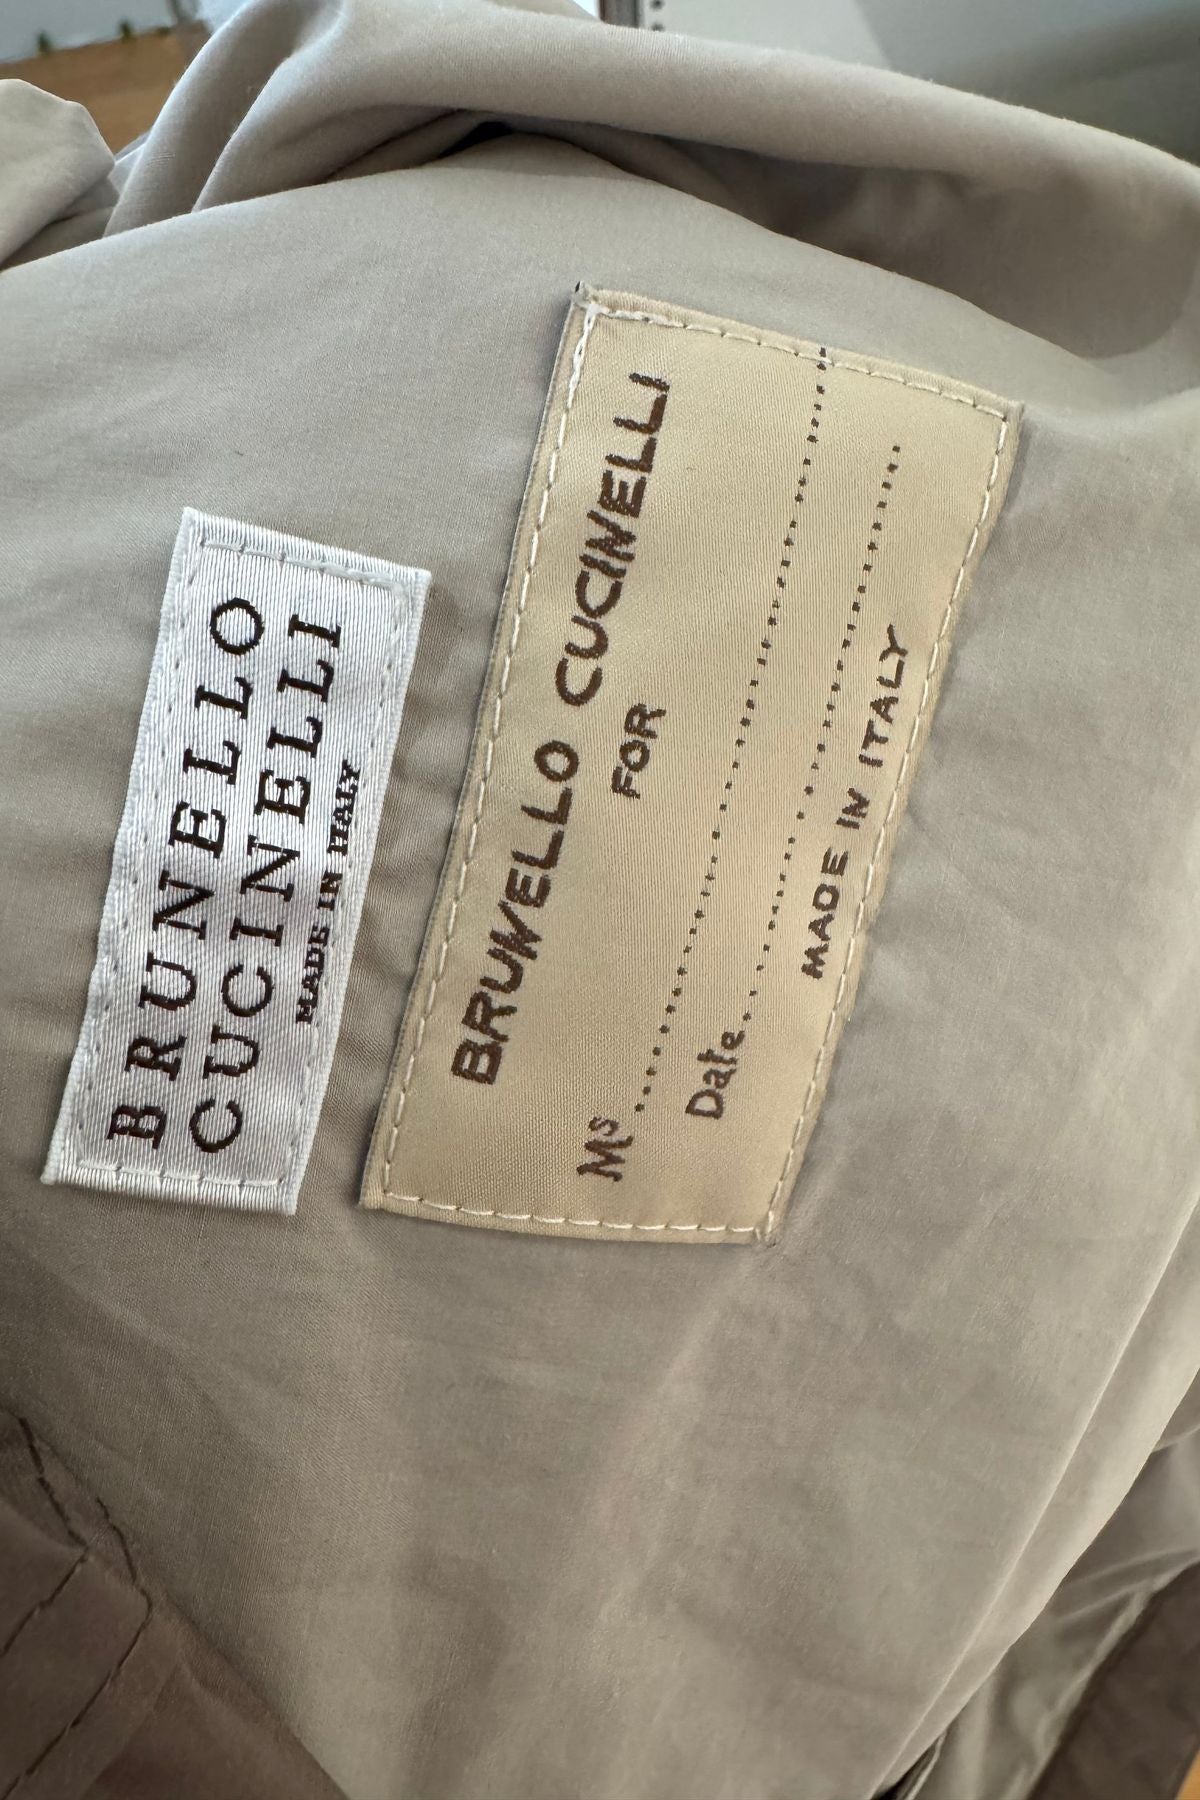 BRUNELLO
CUCINELLI
MADE IN ITALY
BRUNELLO CUCINELLI
FOR
Ms ........................................
Date ........................................
MADE IN ITALY